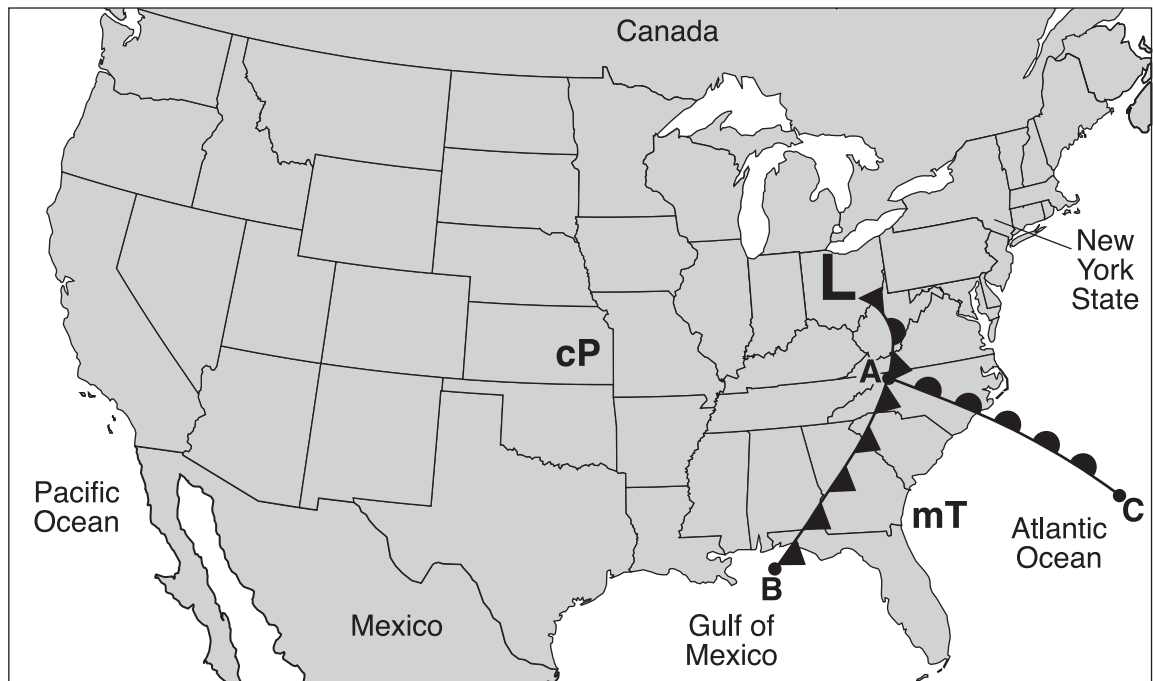 Canada
New
York
State
L
cP
A
Pacific
Ocean
mT
C
Atlantic
Ocean
B
Mexico
Gulf of
Mexico